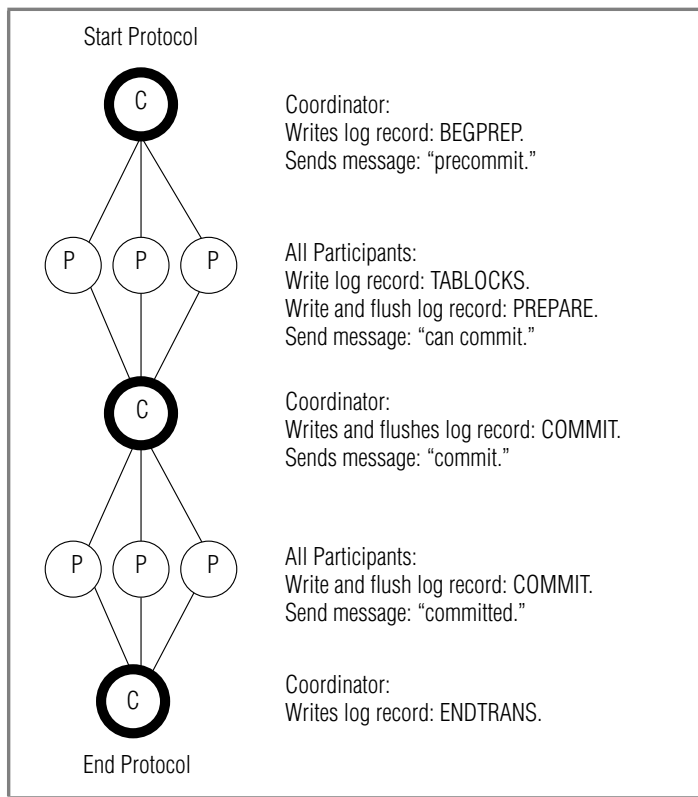 Start Protocol
C
Coordinator:
Writes log record: BEGPREP.
Sends message: “precommit.”
P P P
All Participants:
Write log record: TABLOCKS.
Write and flush log record: PREPARE.
Send message: “can commit.”
C
Coordinator:
Writes and flushes log record: COMMIT.
Sends message: “commit.”
P P P
All Participants:
Write and flush log record: COMMIT.
Send message: “committed.”
C
Coordinator:
Writes log record: ENDTRANS.
End Protocol